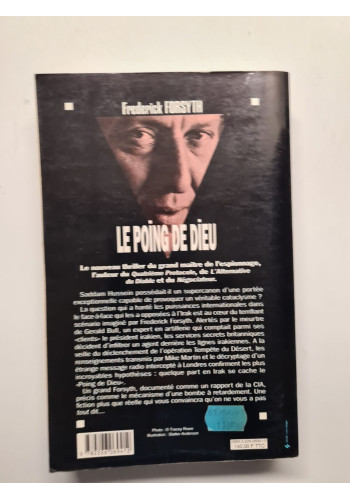 Frederick FORSYTH
LE POING DE DIEU
Le nouveau thriller du grand maître de l'espionnage,
l'auteur du Quatrième Protocole, de L'Alternative
du Diable et du Négociateur.
Saddam Hussein possédait-il un supercanon d'une portée
exceptionnelle capable de provoquer un véritable cataclysme ?
La question qui a hanté les puissances internationales dans
le face-à-face qui les a opposées à l'Irak est au cœur du terrifiant
scénario imaginé par Frederick Forsyth. Alertés par le meurtre
de Gerald Bull, un expert en artillerie qui comptait parmi ses
«clients» le président irakien, les services secrets britanniques
décident d'infiltrer un agent derrière les lignes irakiennes. A la
veille du déclenchement de l'opération Tempête du Désert, les
renseignements transmis par Mike Martin et le décryptage d'un
étrange message radio intercepté à Londres confirment les plus
incroyables hypothèses : quelque part en Irak se cache le
«Poing de Dieu».
Un grand Forsyth, documenté comme un rapport de la CIA,
précis comme le mécanisme d'une bombe à retardement. Une
fiction plus que réelle qui vous convaincra qu'on ne vous a pas
tout dit...